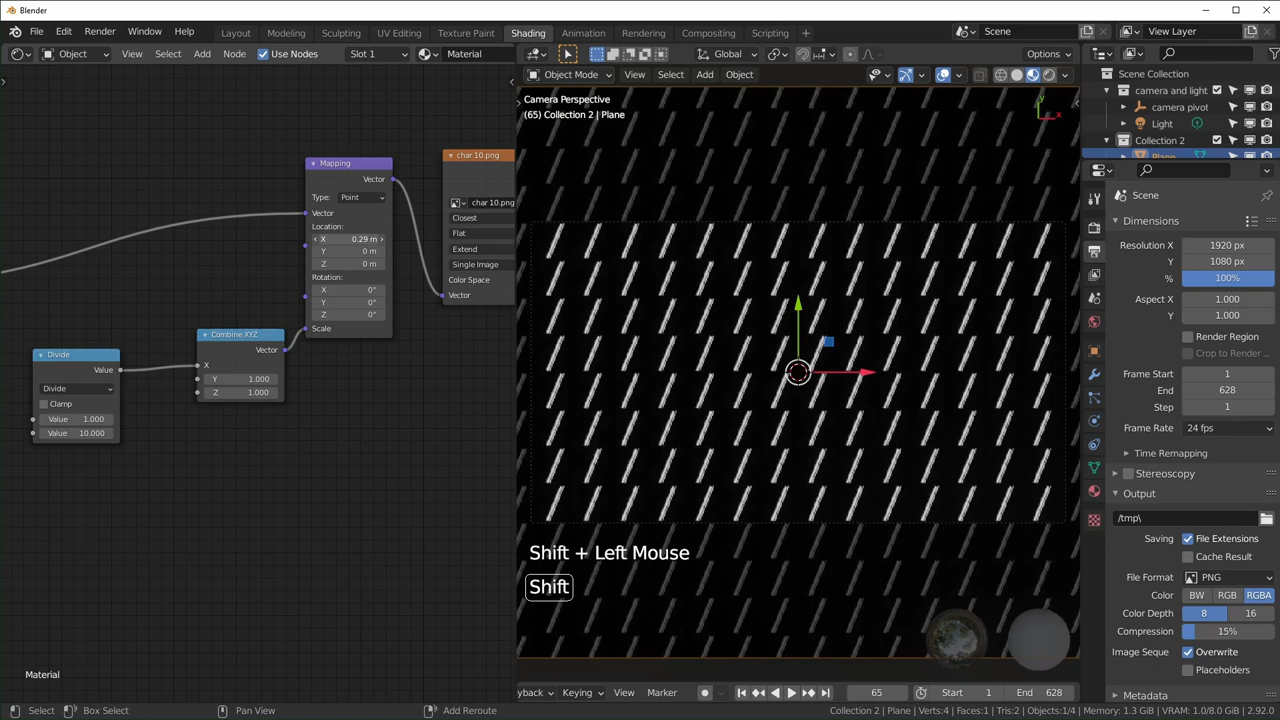 Blender
File Edit Render Window Help
Layout Modeling Sculpting UV Editing Texture Paint Shading Animation Rendering Compositing Scripting +
Scene
View Layer
Object View Select Add Node Use Nodes Slot 1 Material
Global
Options
Object Mode View Select Add Object
Camera Perspective
(65) Collection 2 | Plane
y
x
Scene Collection
camera and light
camera pivot
Light
Collection 2
Plane
Mapping
Vector
Type: Point
Vector
Location:
X 0.29 m
Y 0 m
Z 0 m
Rotation:
X 0°
Y 0°
Z 0°
Scale
char 10.png
char 10.png
Closest
Flat
Extend
Single Image
Color Space
Vector
Combine XYZ
Vector
X
Y 1.000
Z 1.000
Divide
Value
Divide
Clamp
Value 1.000
Value 10.000
Material
Shift + Left Mouse
Shift
Scene
Dimensions
Resolution X 1920 px
Y 1080 px
% 100%
Aspect X 1.000
Y 1.000
Render Region
Crop to Render ...
Frame Start 1
End 628
Step 1
Frame Rate 24 fps
Time Remapping
Stereoscopy
Output
/tmp\
Saving File Extensions
Cache Result
File Format PNG
Color BW RGB RGBA
Color Depth 8 16
Compression 15%
Image Seque Overwrite
Placeholders
Metadata
yback Keying View Marker 65 Start 1 End 628
Select Box Select Pan View Add Reroute Collection 2 | Plane | Verts:4 | Faces:1 | Tris:2 | Objects:1/4 | Memory: 1.3 GiB | VRAM: 1.0/8.0 GiB | 2.92.0